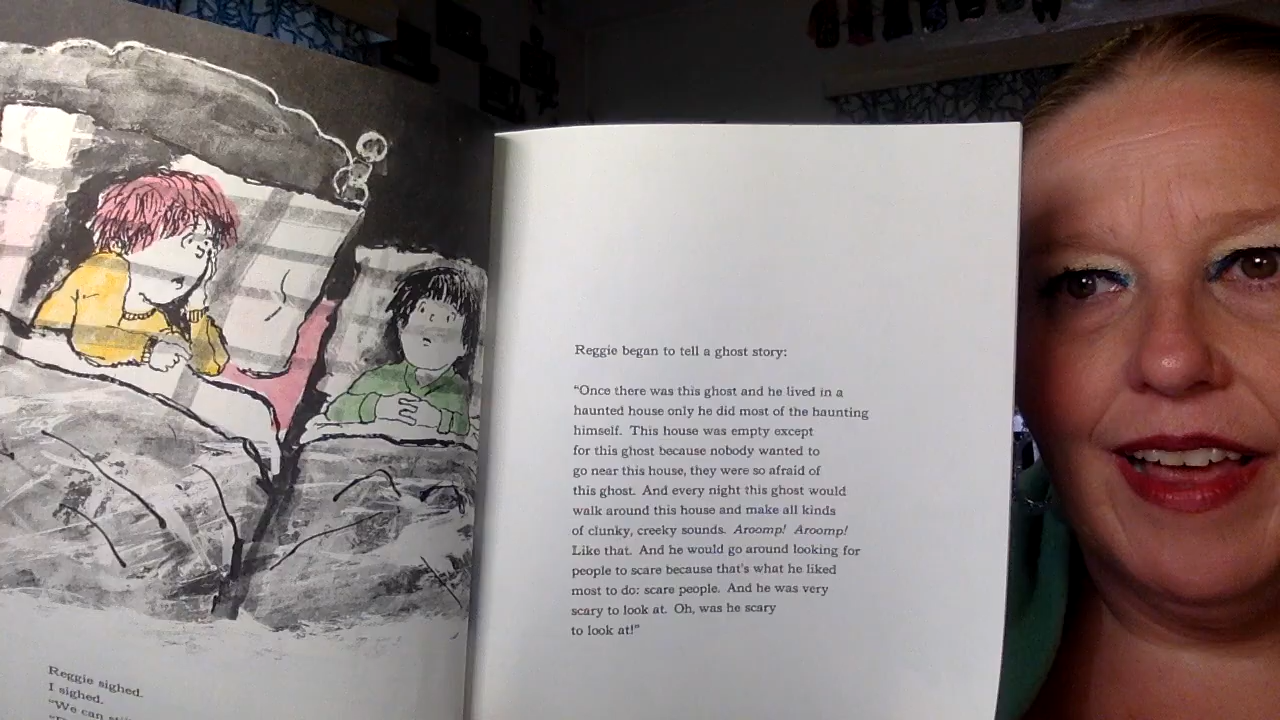 Reggie sighed.
I sighed.
"We can
Reggie began to tell a ghost story:
"Once there was this ghost and he lived in a
haunted house only he did most of the haunting
himself. This house was empty except
for this ghost because nobody wanted to
go near this house, they were so afraid of
this ghost. And every night this ghost would
walk around this house and make all kinds
of clunky, creeky sounds. Aroomp! Aroomp!
Like that. And he would go around looking for
people to scare because that's what he liked
most to do: scare people. And he was very
scary to look at. Oh, was he scary
to look at!"